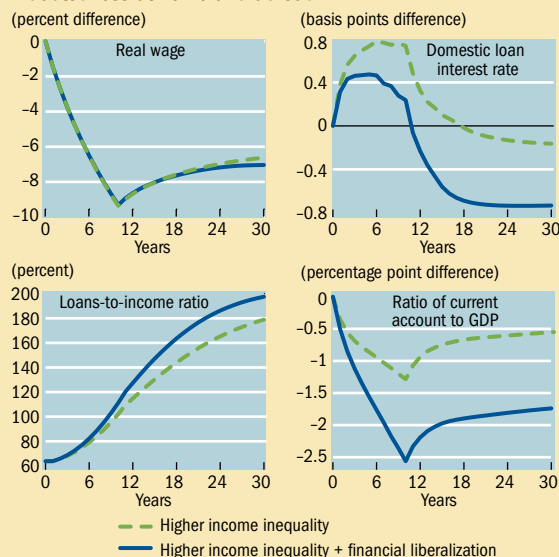 (percent difference)
Real wage
0
–2
–4
–6
–8
–10
0 6 12 18 24 30
Years
(basis points difference)
Domestic loan
interest rate
0.8
0.4
0
–0.4
–0.8
0 6 12 18 24 30
Years
(percent)
Loans-to-income ratio
200
180
160
140
120
100
80
60
0 6 12 18 24 30
Years
(percentage point difference)
Ratio of current
account to GDP
0
–0.5
–1
–1.5
–2
–2.5
0 6 12 18 24 30
Years
Higher income inequality
Higher income inequality + financial liberalization